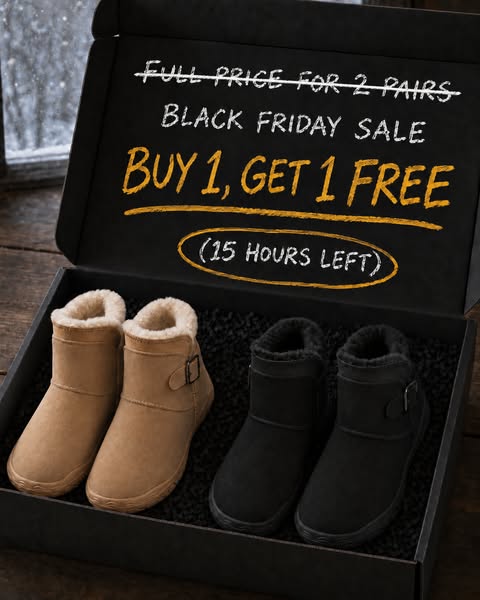 FULL PRICE FOR 2 PAIRS
BLACK FRIDAY SALE
BUY 1, GET 1 FREE
(15 HOURS LEFT)